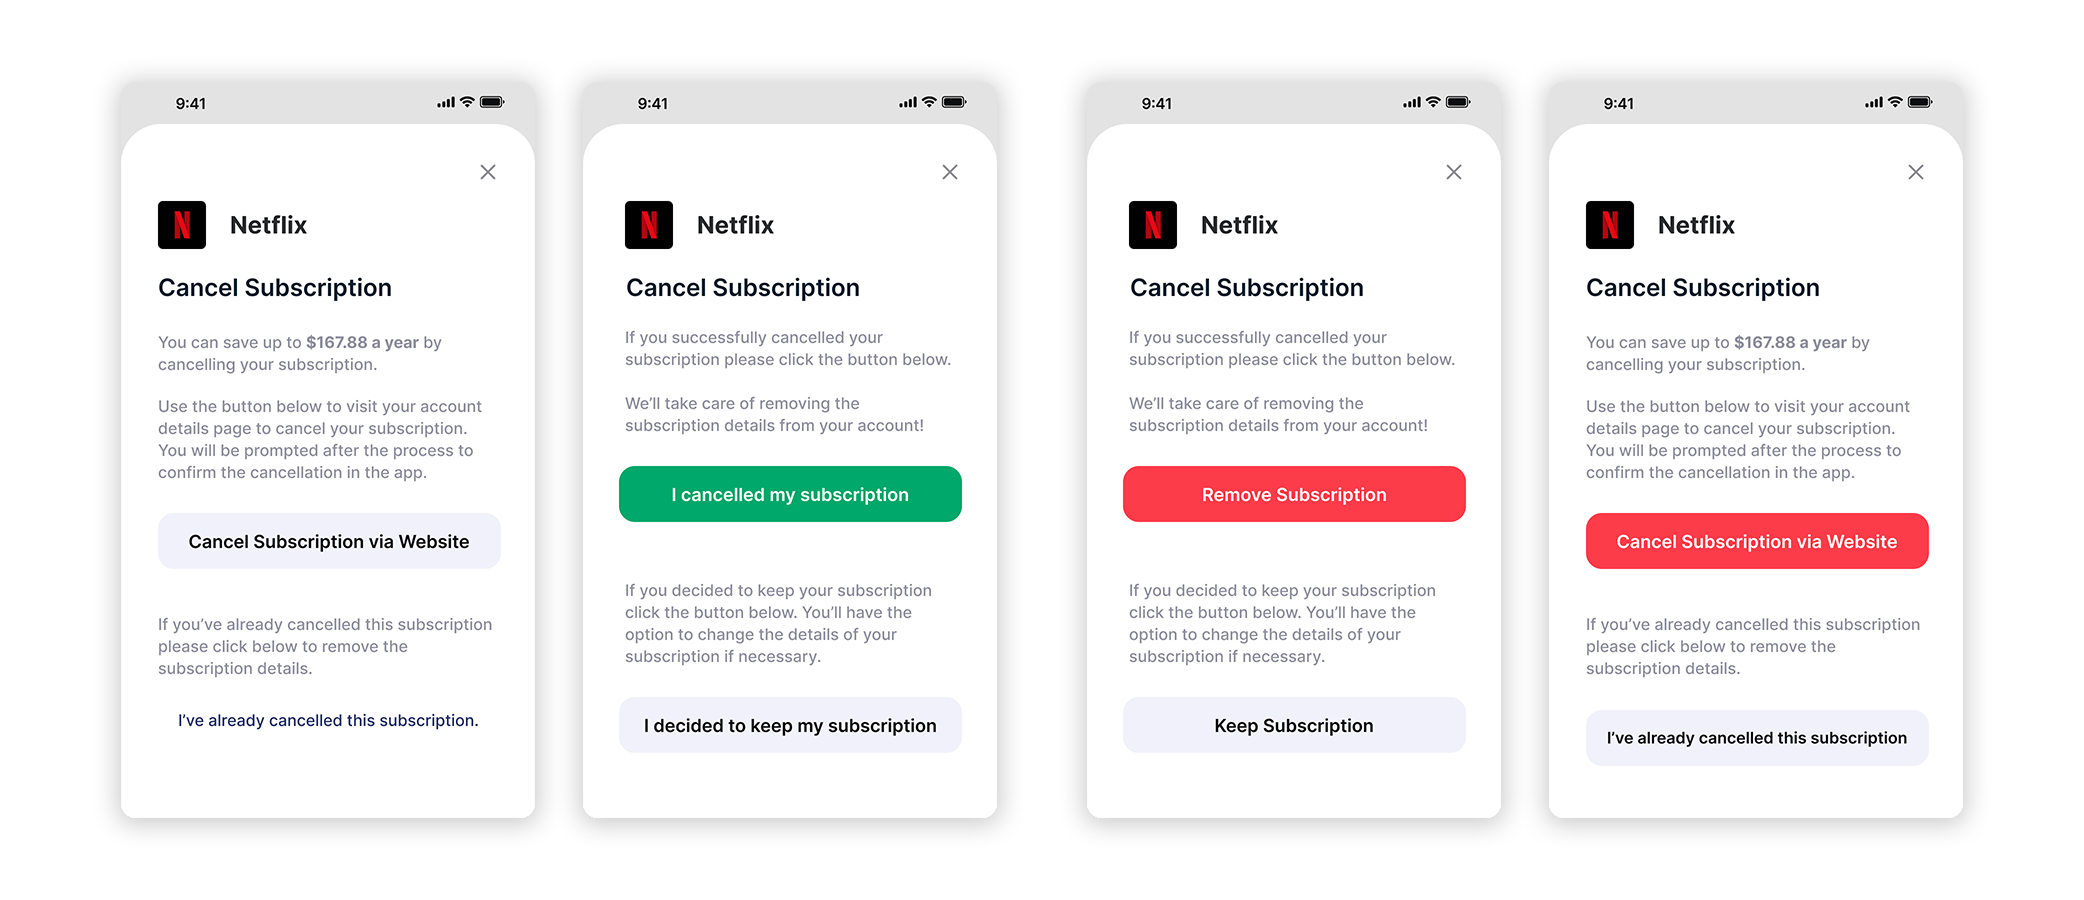 9:41
Netflix
Cancel Subscription
You can save up to $167.88 a year by
cancelling your subscription.
Use the button below to visit your account
details page to cancel your subscription.
You will be prompted after the process to
confirm the cancellation in the app.
Cancel Subscription via Website
If you’ve already cancelled this subscription
please click below to remove the
subscription details.
I’ve already cancelled this subscription.
9:41
Netflix
Cancel Subscription
If you successfully cancelled your
subscription please click the button below.
We’ll take care of removing the
subscription details from your account!
I cancelled my subscription
If you decided to keep your subscription
click the button below. You’ll have the
option to change the details of your
subscription if necessary.
I decided to keep my subscription
9:41
Netflix
Cancel Subscription
If you successfully cancelled your
subscription please click the button below.
We’ll take care of removing the
subscription details from your account!
Remove Subscription
If you decided to keep your subscription
click the button below. You’ll have the
option to change the details of your
subscription if necessary.
Keep Subscription
9:41
Netflix
Cancel Subscription
You can save up to $167.88 a year by
cancelling your subscription.
Use the button below to visit your account
details page to cancel your subscription.
You will be prompted after the process to
confirm the cancellation in the app.
Cancel Subscription via Website
If you’ve already cancelled this subscription
please click below to remove the
subscription details.
I’ve already cancelled this subscription